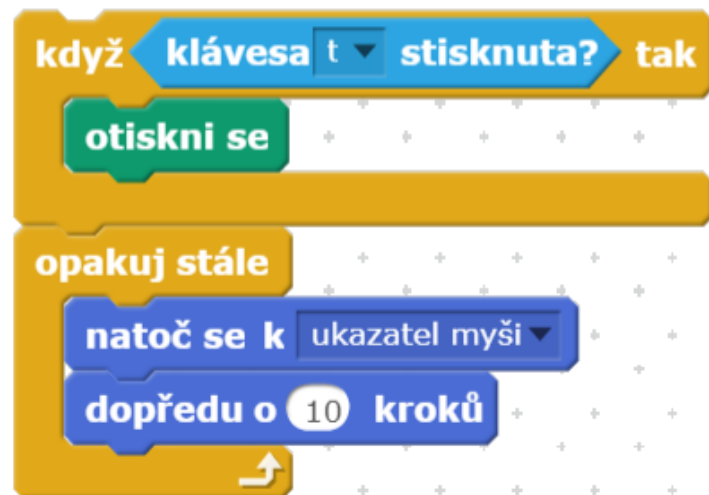 když klávesa t stisknuta? tak
otiskni se
opakuj stále
natoč se k ukazatel myši
dopředu o 10 kroků